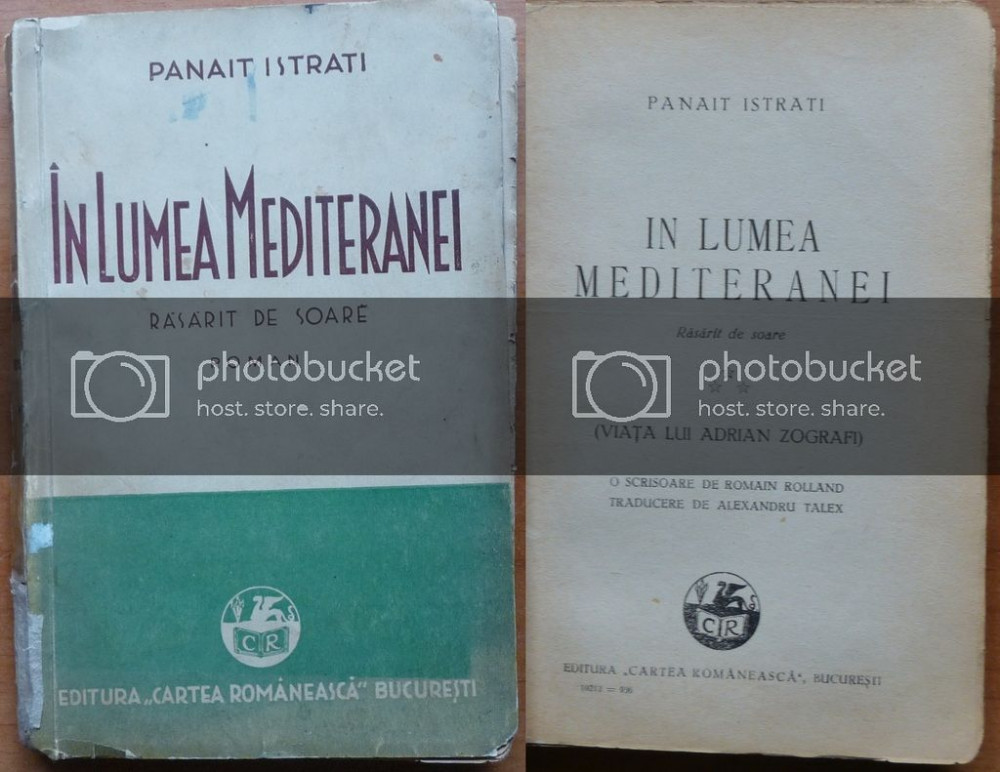 PANAIT ISTRATI
ÎN LUMEA MEDITERANEI
RĂSĂRIT DE SOARE
ROMAN
photobucket
host. store. share.
C R
EDITURA „CARTEA ROMÂNEASCĂ" BUCUREȘTI
PANAIT ISTRATI
IN LUMEA
MEDITERANEI
Răsărit de soare
photobucket
host. store. share.
(VIAȚA LUI ADRIAN ZOGRAFI)
O SCRISOARE DE ROMAIN ROLLAND
TRADUCERE DE ALEXANDRU TALEX
C R
EDITURA „CARTEA ROMÂNEASCĂ", BUCUREȘTI